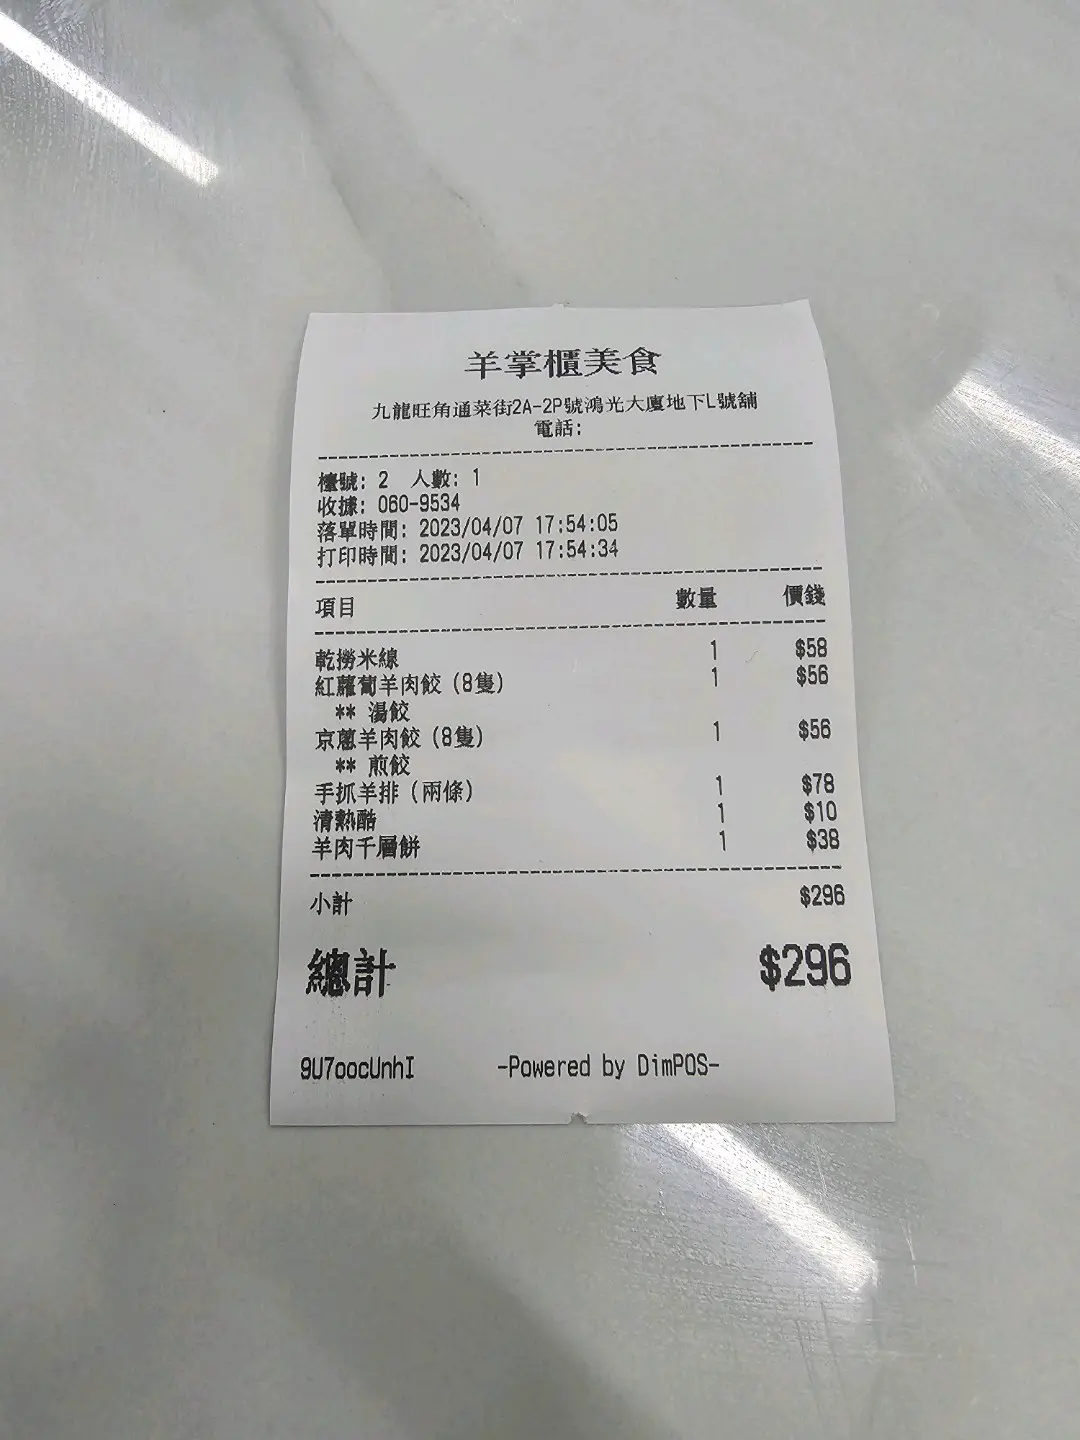 羊掌櫃美食
九龍旺角通菜街2A-2P號鴻光大廈地下L號舖
電話:
檯號: 2 人數: 1
收據: 060-9534
落單時間: 2023/04/07 17:54:05
打印時間: 2023/04/07 17:54:34
項目 數量 價錢
乾撈米線 1 $58
紅蘿蔔羊肉餃 (8隻) 1 $56
** 湯餃
京蔥羊肉餃 (8隻) 1 $56
** 煎餃
手抓羊排 (兩條) 1 $78
清熱酷 1 $10
羊肉千層餅 1 $38
小計 $296
總計 $296
9U7oocUnhI -Powered by DimPOS-